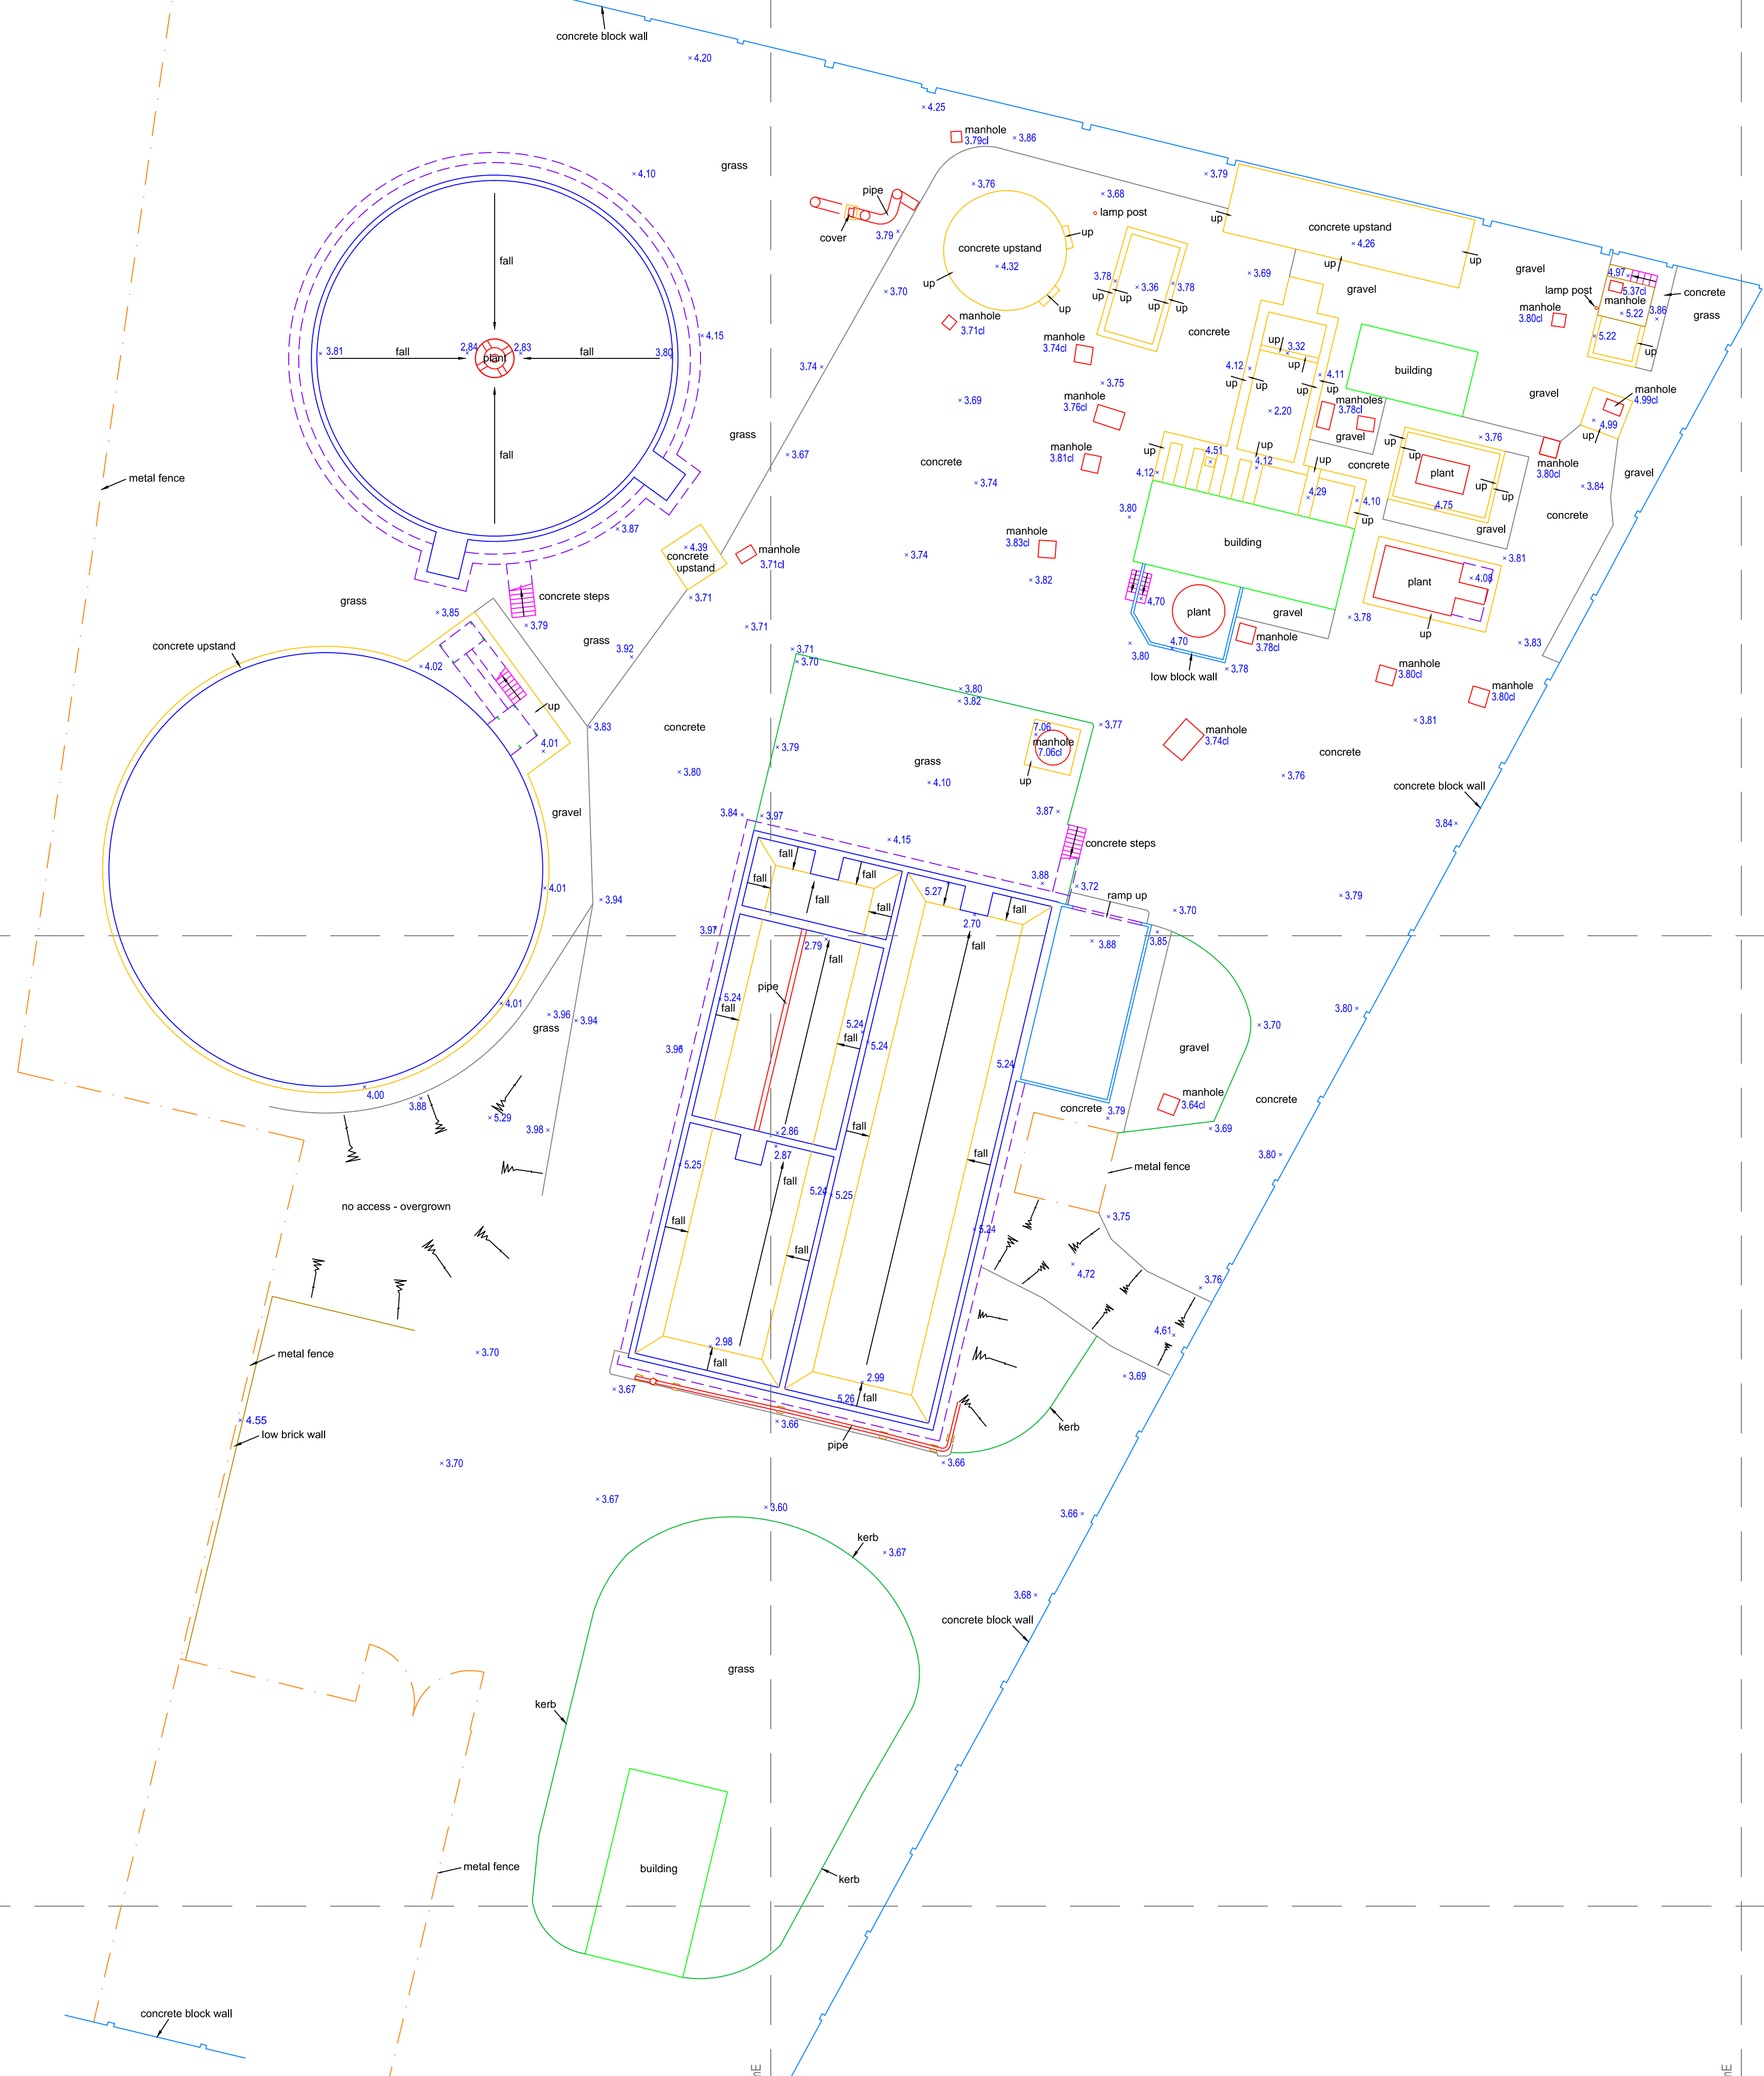 concrete block wall
× 4.20
× 4.25
manhole
3.79cl
× 3.86
grass
× 4.10
× 3.79
× 3.76
× 3.68
pipe
lamp post
up
cover
3.79 ×
up
concrete upstand
× 4.26
concrete upstand
× 4.32
up
up
up
up
up
fall
gravel
4.97
5.37cl
concrete
manhole
× 5.22
3.86
grass
lamp post
manhole
3.80cl
× 3.69
gravel
3.78
× 3.36
3.78
up
up
up
up
× 3.70
manhole
3.71cl
concrete
× 5.22
up
× 4.15
manhole
3.74cl
up
3.32
up
× 3.81
fall
2.84
plant
2.83
fall
3.80
3.74 ×
4.12
up
up
4.11
up
up
building
× 3.75
× 3.69
manhole
3.76cl
× 2.20
manholes
3.78cl
gravel
manhole
4.99cl
4.99
up
grass
gravel
× 3.76
up
up
fall
× 3.67
concrete
manhole
3.81cl
up
4.51
up
4.12
up
concrete
plant
manhole
3.80cl
gravel
metal fence
× 3.74
4.12
4.29
× 4.10
up
up
up
4.75
× 3.84
3.80
× 3.87
gravel
concrete
× 4.39
concrete
upstand
manhole
3.71cl
× 3.74
manhole
3.83cl
building
× 3.81
× 3.82
plant
× 4.08
concrete steps
× 3.71
grass
× 3.85
× 3.79
4.70
plant
gravel
× 3.78
up
× 3.71
grass
3.92
concrete upstand
× 4.02
× 3.71
× 3.70
3.80
4.70
manhole
3.78cl
× 3.83
× 3.78
low block wall
manhole
3.80cl
× 3.80
× 3.82
manhole
3.80cl
up
× 3.83
concrete
× 3.77
manhole
3.74cl
× 3.81
4.01
× 3.79
7.06
manhole
7.06cl
concrete
grass
× 3.80
× 4.10
up
× 3.76
concrete block wall
gravel
3.84 ×
× 3.97
3.87 ×
3.84 ×
× 4.15
concrete steps
fall
fall
fall
fall
fall
3.88
× 3.72
5.27
fall
ramp up
× 3.79
× 4.01
× 3.94
fall
2.70
× 3.70
3.97
2.79
fall
fall
× 3.88
3.85
pipe
5.24
fall
× 4.01
× 3.96
× 3.94
grass
5.24
fall
5.24
3.80 ×
× 3.70
3.96
5.24
gravel
4.00
3.88
manhole
3.64cl
concrete
3.79
concrete
× 5.29
3.98 ×
× 2.86
fall
× 3.69
2.87
fall
5.25
fall
3.80 ×
metal fence
no access - overgrown
5.24
× 5.25
fall
fall
5.24
× 3.75
4.72
3.76
4.61
metal fence
× 3.70
× 2.98
fall
× 3.69
× 3.67
× 2.99
5.26
fall
× 4.55
low brick wall
× 3.66
pipe
kerb
× 3.70
× 3.66
× 3.67
× 3.60
3.66 ×
kerb
× 3.67
3.68 ×
concrete block wall
grass
kerb
building
metal fence
kerb
concrete block wall